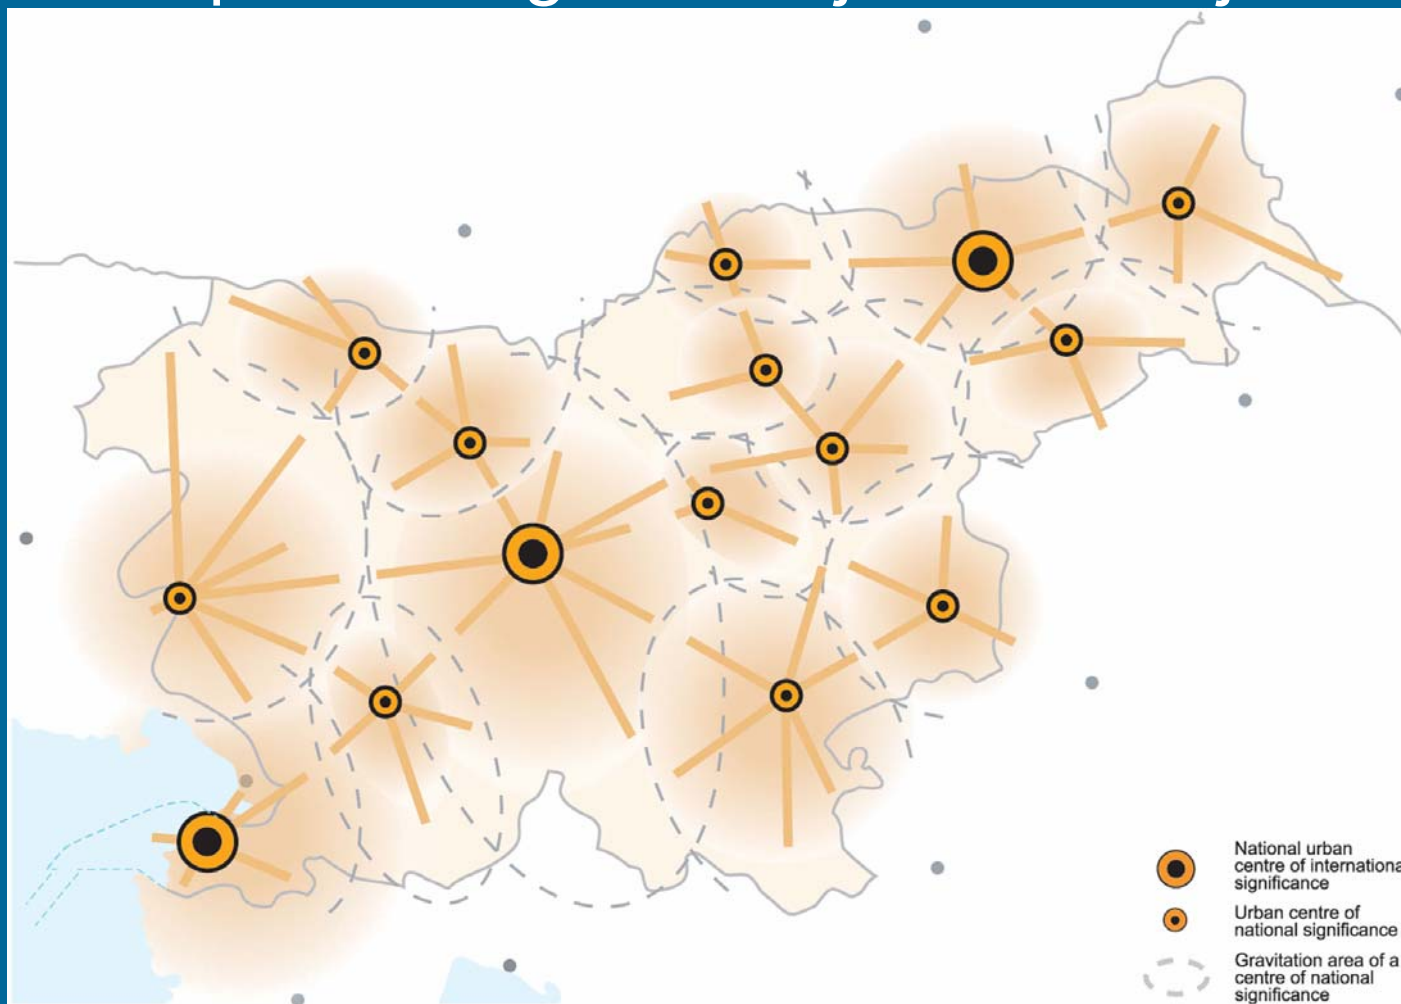 National urban
centre of internationa
significance
Urban centre of
national significance
Gravitation area of a
centre of national
significance